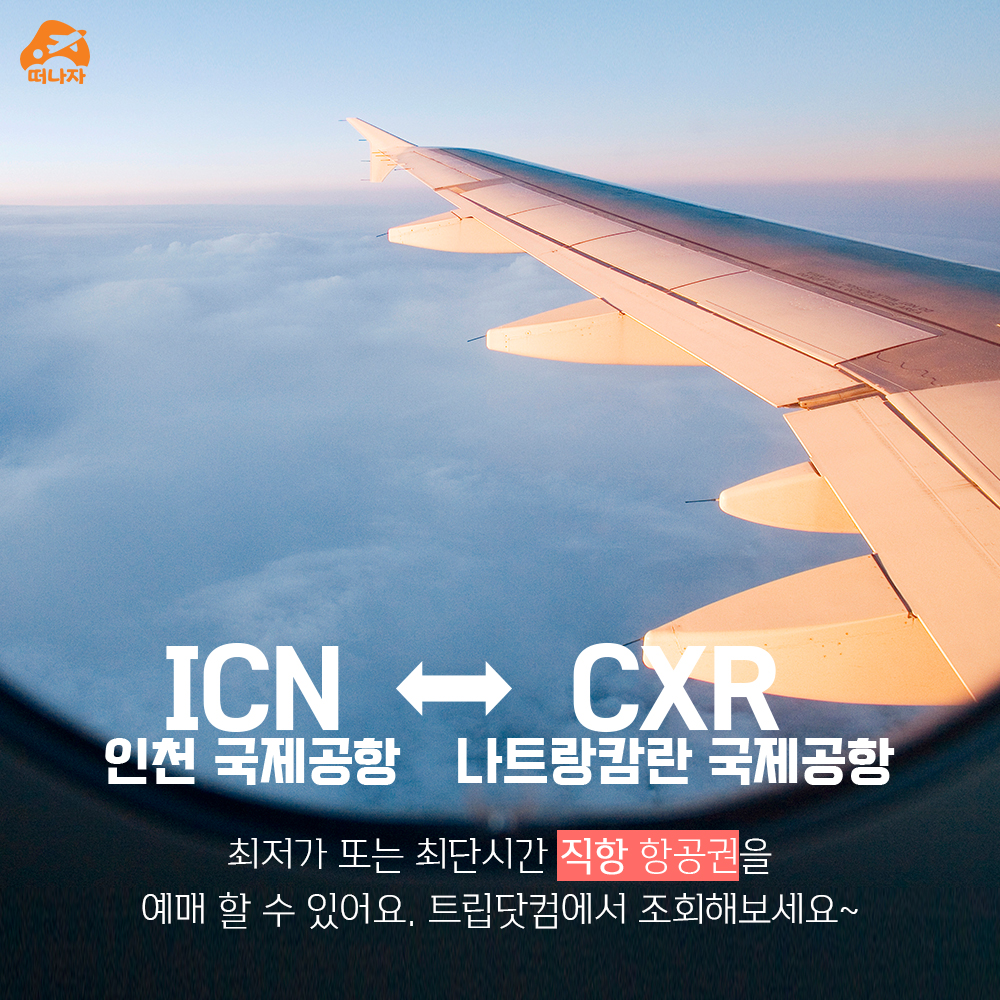 떠나자
ICN ↔ CXR
인천 국제공항 나트랑캄란 국제공항
최저가 또는 최단시간 직항 항공권을
예매 할 수 있어요. 트립닷컴에서 조회해보세요~